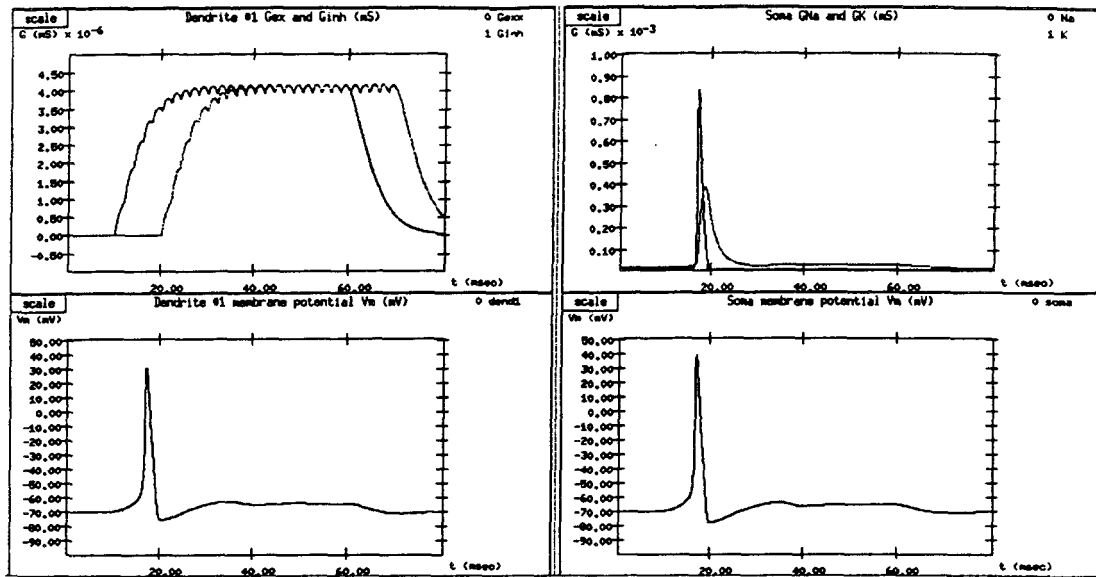 scale
Dendrite #1 Gex and Ginh (mS)
0 Gexx
1 Ginh
G (mS) x 10^-6
4.50
4.00
3.50
3.00
2.50
2.00
1.50
1.00
0.50
0.00
-0.50
20.00
40.00
60.00
t (msec)
scale
Soma GNa and GK (mS)
0 Na
1 K
G (mS) x 10^-3
1.00
0.90
0.80
0.70
0.60
0.50
0.40
0.30
0.20
0.10
20.00
40.00
60.00
t (msec)
scale
Dendrite #1 membrane potential Vm (mV)
0 dend1
Vm (mV)
50.00
40.00
30.00
20.00
10.00
0.00
-10.00
-20.00
-30.00
-40.00
-50.00
-60.00
-70.00
-80.00
-90.00
20.00
40.00
60.00
t (msec)
scale
Soma membrane potential Vm (mV)
0 soma
Vm (mV)
50.00
40.00
30.00
20.00
10.00
0.00
-10.00
-20.00
-30.00
-40.00
-50.00
-60.00
-70.00
-80.00
-90.00
20.00
40.00
60.00
t (msec)